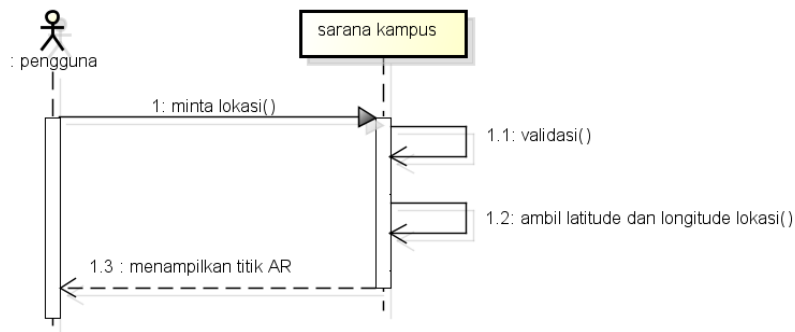 sarana kampus
: pengguna
1: minta lokasi()
1.1: validasi()
1.2: ambil latitude dan longitude lokasi()
1.3 : menampilkan titik AR